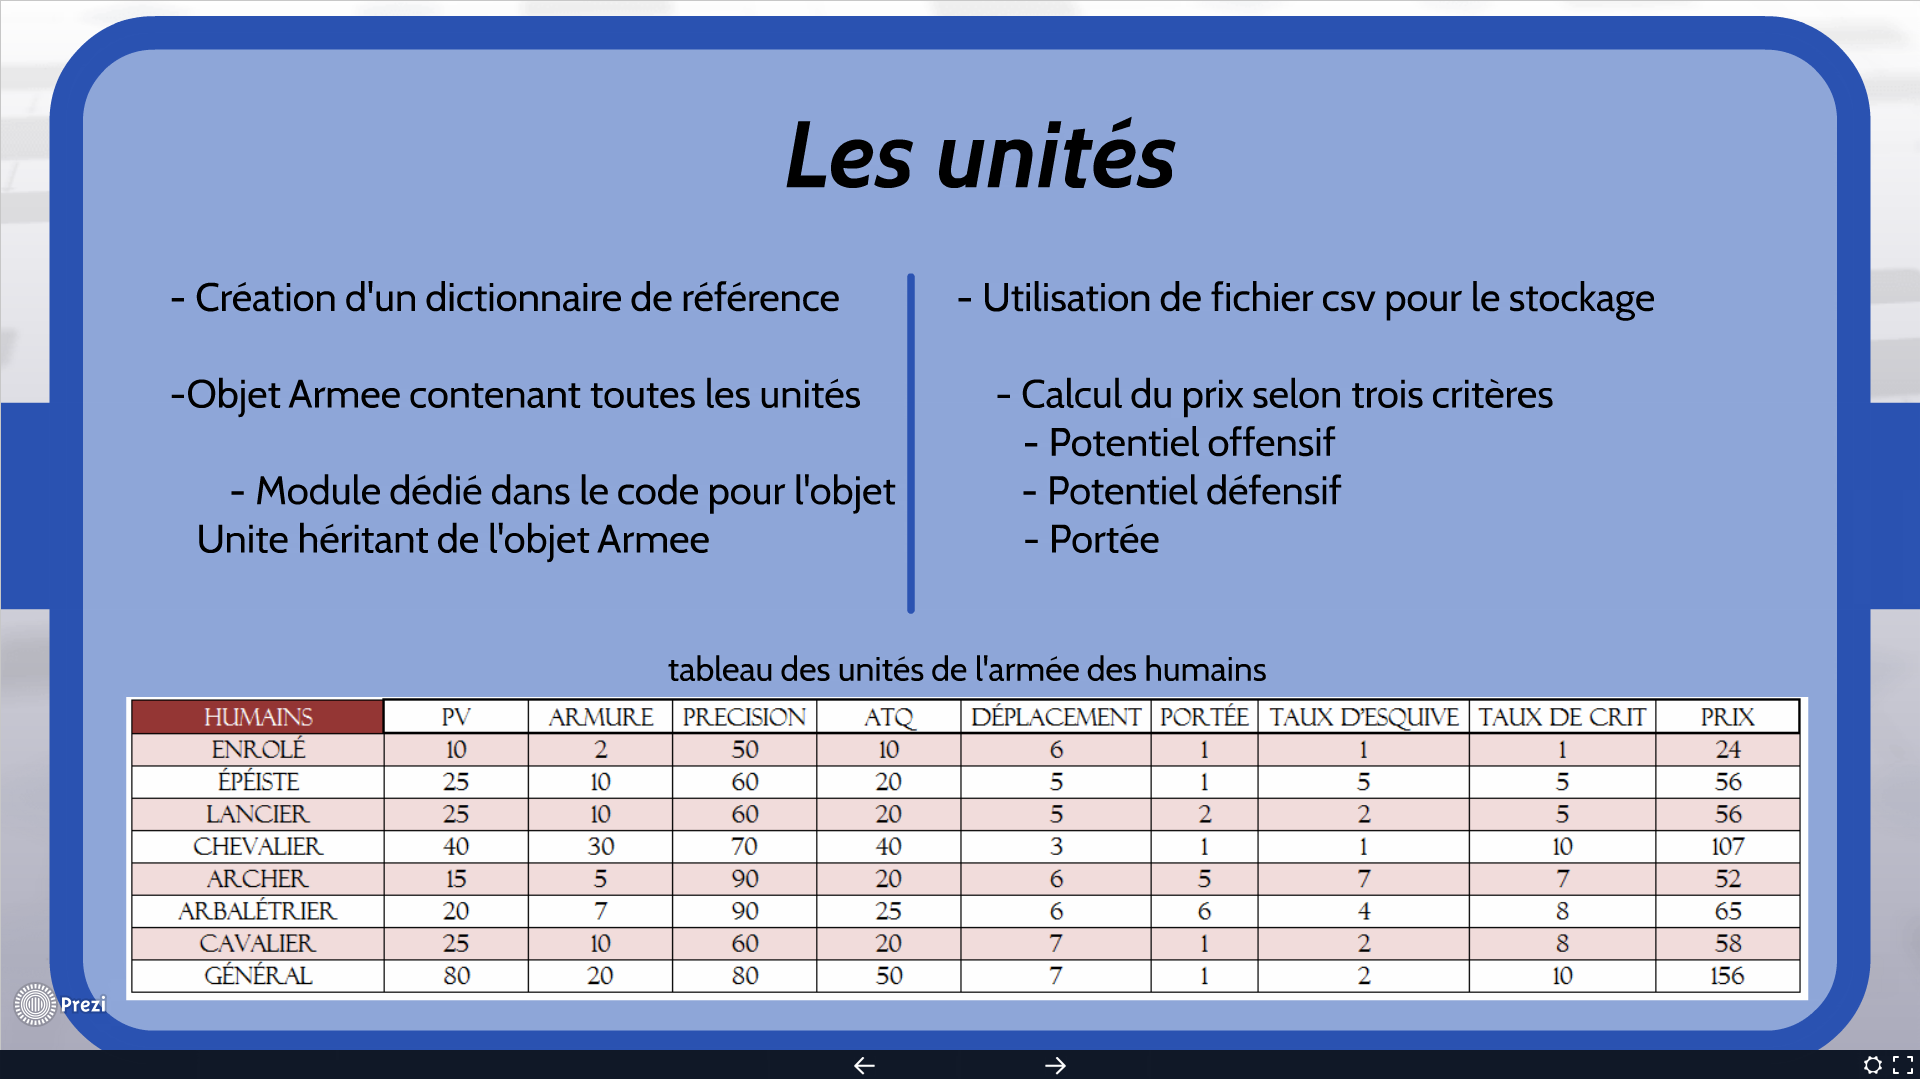 Les unités
- Création d'un dictionnaire de référence
-Objet Armee contenant toutes les unités
- Module dédié dans le code pour l'objet
Unite héritant de l'objet Armee
- Utilisation de fichier csv pour le stockage
- Calcul du prix selon trois critères
- Potentiel offensif
- Potentiel défensif
- Portée
tableau des unités de l'armée des humains
HUMAINS PV ARMURE PRECISION ATQ DÉPLACEMENT PORTÉE TAUX D'ESQUIVE TAUX DE CRIT PRIX
ENROLÉ 10 2 50 10 6 1 1 1 24
ÉPÉISTE 25 10 60 20 5 1 5 5 56
LANCIER 25 10 60 20 5 2 2 5 56
CHEVALIER 40 30 70 40 3 1 1 10 107
ARCHER 15 5 90 20 6 5 7 7 52
ARBALÉTRIER 20 7 90 25 6 6 4 8 65
CAVALIER 25 10 60 20 7 1 2 8 58
GÉNÉRAL 80 20 80 50 7 1 2 10 156
Prezi